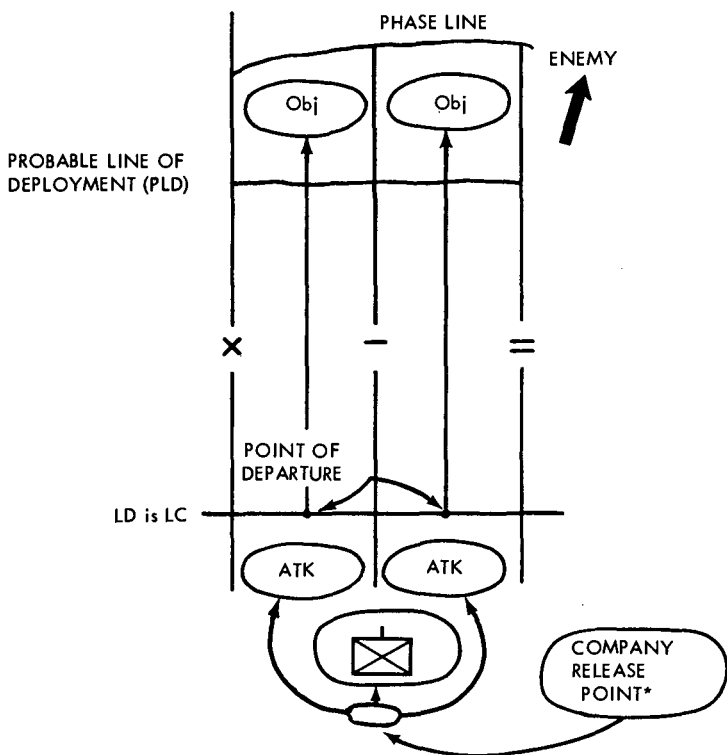 PHASE LINE
ENEMY
Obj
Obj
PROBABLE LINE OF
DEPLOYMENT (PLD)
POINT OF
DEPARTURE
LD is LC
ATK
ATK
COMPANY
RELEASE
POINT*